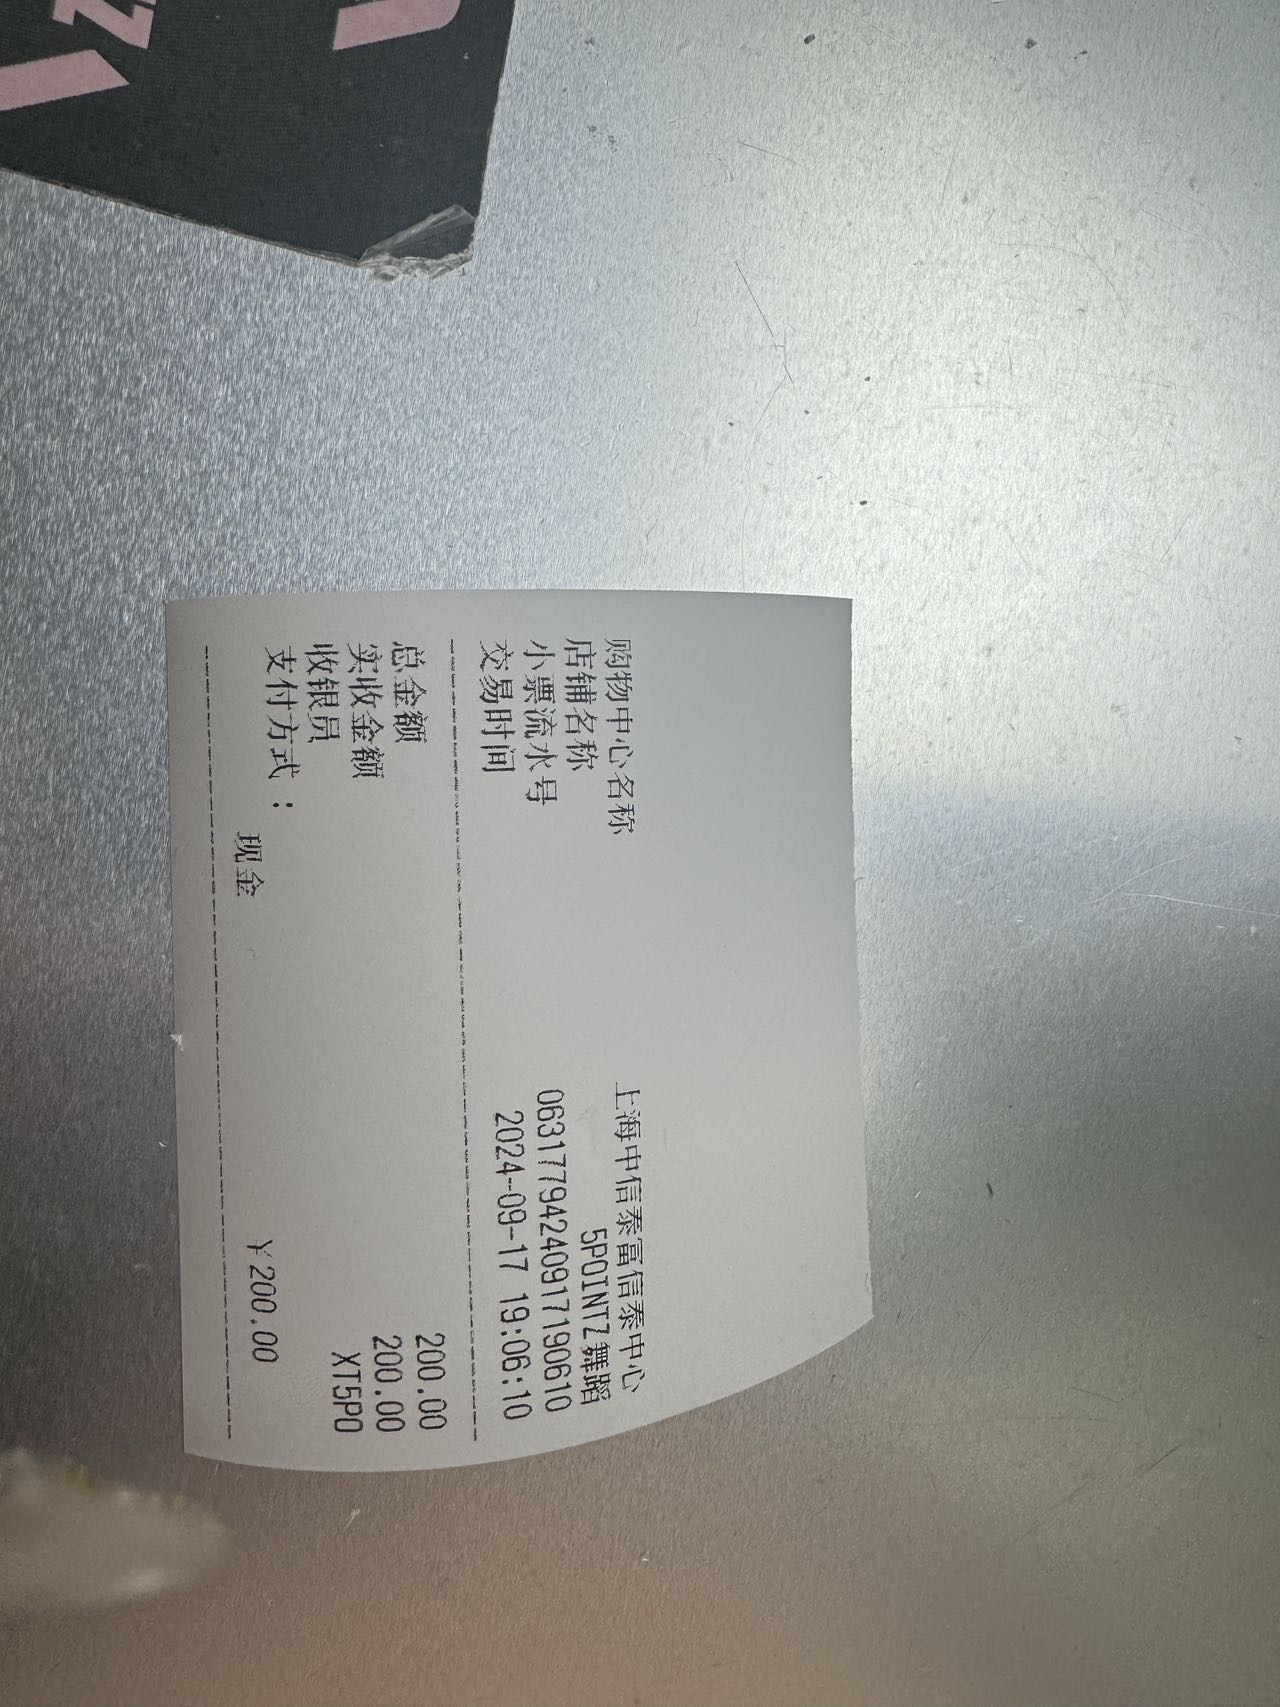 购物中心名称 上海中信泰富信泰中心
店铺名称 5POINTZ舞蹈
小票流水号 06317794240917190610
交易时间 2024-09-17 19:06:10
总金额 200.00
实收金额 200.00
收银员 XT5PO
支付方式：
现金 ¥200.00